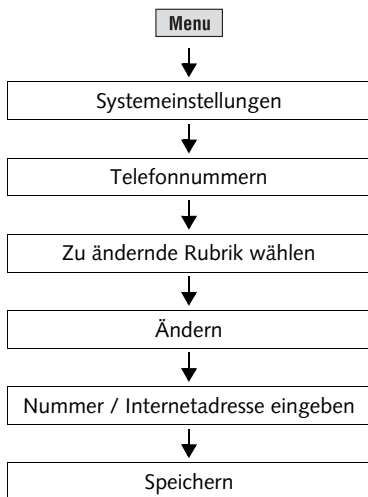 Menu
Systemeinstellungen
Telefonnummern
Zu ändernde Rubrik wählen
Ändern
Nummer / Internetadresse eingeben
Speichern